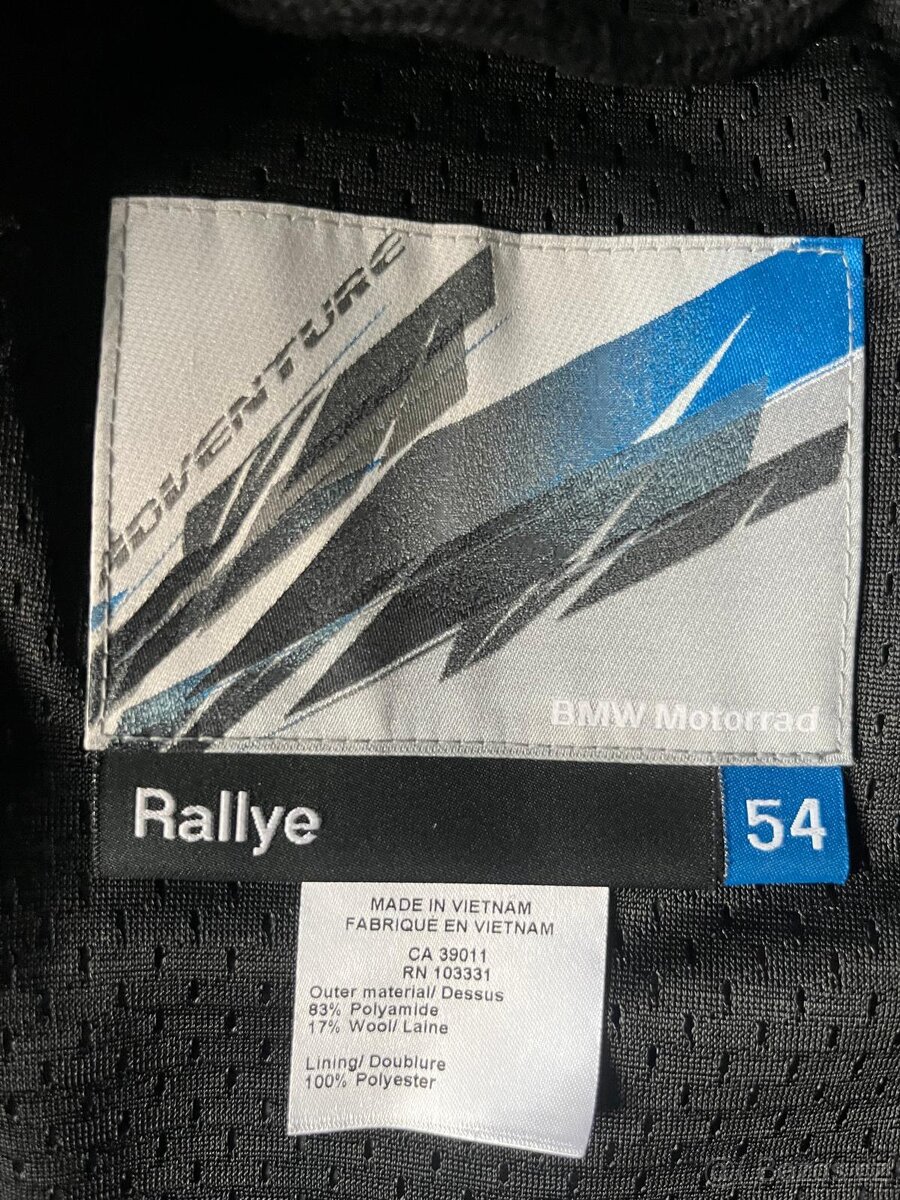 ADVENTURE
BMW Motorrad
Rallye
54
MADE IN VIETNAM
FABRIQUE EN VIETNAM
CA 39011
RN 103331
Outer material/ Dessus
83% Polyamide
17% Wool/ Laine
Lining/ Doublure
100% Polyester